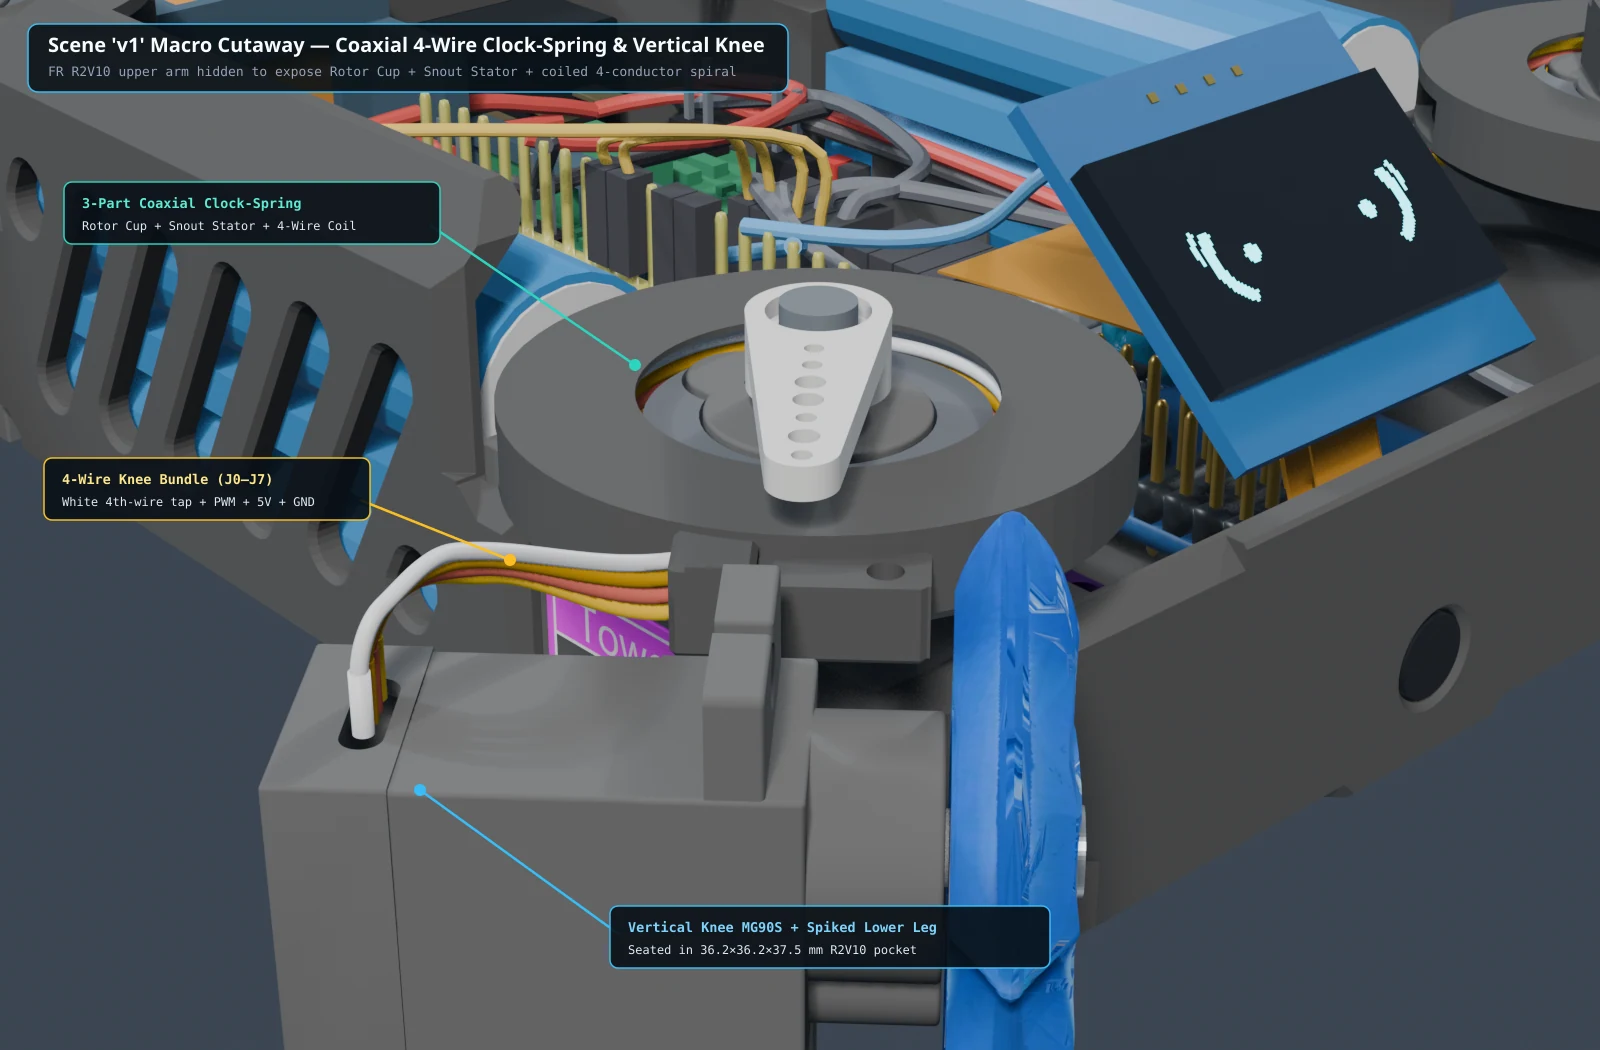 Scene 'v1' Macro Cutaway — Coaxial 4-Wire Clock-Spring & Vertical Knee
FR R2V10 upper arm hidden to expose Rotor Cup + Snout Stator + coiled 4-conductor spiral
3-Part Coaxial Clock-Spring
Rotor Cup + Snout Stator + 4-Wire Coil
4-Wire Knee Bundle (J0–J7)
White 4th-wire tap + PWM + 5V + GND
Tow
Vertical Knee MG90S + Spiked Lower Leg
Seated in 36.2×36.2×37.5 mm R2V10 pocket